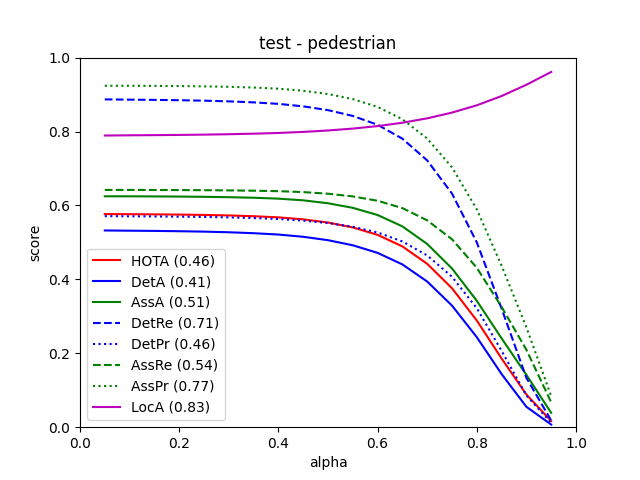 test - pedestrian
1.0
0.8
0.6
0.4
0.2
0.0
score
HOTA (0.46)
DetA (0.41)
AssA (0.51)
DetRe (0.71)
DetPr (0.46)
AssRe (0.54)
AssPr (0.77)
LocA (0.83)
0.0 0.2 0.4 0.6 0.8 1.0
alpha